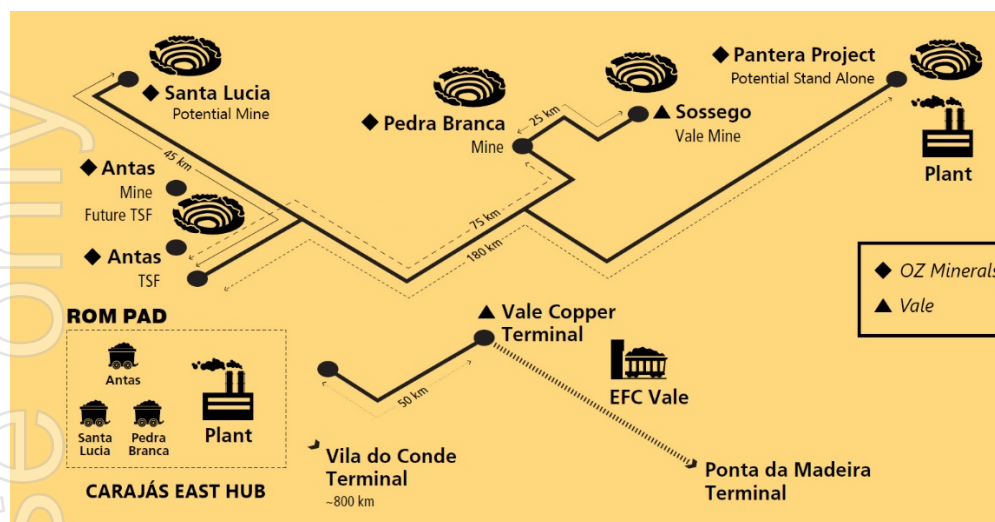 Santa Lucia
Potential Mine
45 km
Antas
Mine
Future TSF
Antas
TSF
Pedra Branca
Mine
25 km
Sossego
Vale Mine
Pantera Project
Potential Stand Alone
Plant
75 km
180 km
OZ Minerals
Vale
ROM PAD
Antas
Santa
Lucia
Pedra
Branca
Plant
CARAJÁS EAST HUB
Vale Copper
Terminal
50 km
EFC Vale
Vila do Conde
Terminal
~800 km
Ponta da Madeira
Terminal